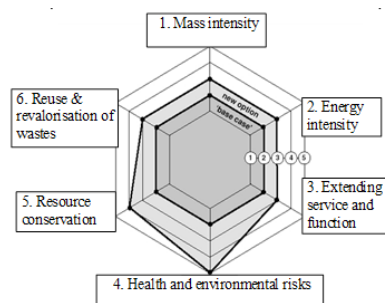 1. Mass intensity
6. Reuse &
revalorisation of
wastes
new option
'base case'
2. Energy
intensity
1 2 3 4 5
5. Resource
conservation
3. Extending
service and
function
4. Health and environmental risks